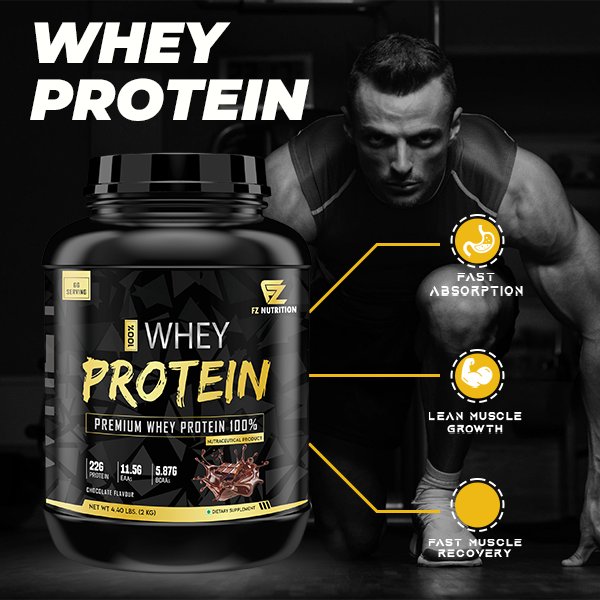 WHEY
PROTEIN
66
SERVING
FZ NUTRITION
100%
WHEY
PROTEIN
PREMIUM WHEY PROTEIN 100%
NUTRACEUTICAL PRODUCT
22G
PROTEIN
11.5G
EAAs
5.87G
BCAAs
CHOCOLATE FLAVOUR
NET WT 4.40 LBS. (2 KG)
DIETARY SUPPLEMENT
FAST
ABSORPTION
LEAN MUSCLE
GROWTH
FAST MUSCLE
RECOVERY